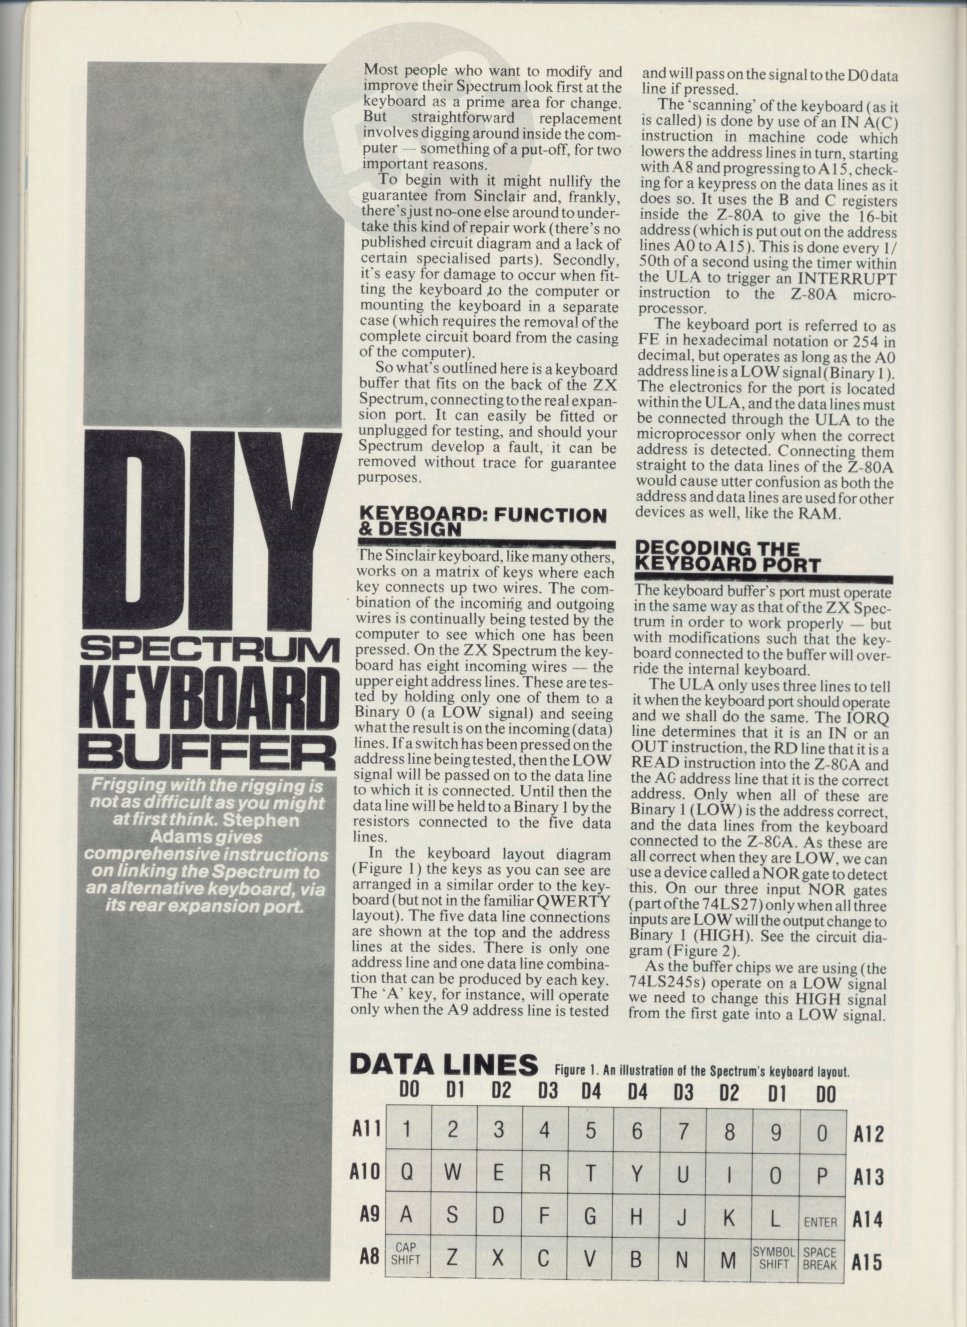 DIY
SPECTRUM
KEYBOARD
BUFFER
Frigging with the rigging is
not as difficult as you might
at first think. Stephen
Adams gives
comprehensive instructions
on linking the Spectrum to
an alternative keyboard, via
its rear expansion port.
Most people who want to modify and
improve their Spectrum look first at the
keyboard as a prime area for change.
But straightforward replacement
involves digging around inside the com-
puter — something of a put-off, for two
important reasons.
To begin with it might nullify the
guarantee from Sinclair and, frankly,
there's just no-one else around to under-
take this kind of repair work (there's no
published circuit diagram and a lack of
certain specialised parts). Secondly,
it's easy for damage to occur when fit-
ting the keyboard to the computer or
mounting the keyboard in a separate
case (which requires the removal of the
complete circuit board from the casing
of the computer).
So what's outlined here is a keyboard
buffer that fits on the back of the ZX
Spectrum, connecting to the real expan-
sion port. It can easily be fitted or
unplugged for testing, and should your
Spectrum develop a fault, it can be
removed without trace for guarantee
purposes.
KEYBOARD: FUNCTION
& DESIGN
The Sinclair keyboard, like many others,
works on a matrix of keys where each
key connects up two wires. The com-
bination of the incoming and outgoing
wires is continually being tested by the
computer to see which one has been
pressed. On the ZX Spectrum the key-
board has eight incoming wires — the
upper eight address lines. These are tes-
ted by holding only one of them to a
Binary 0 (a LOW signal) and seeing
what the result is on the incoming (data)
lines. If a switch has been pressed on the
address line being tested, then the LOW
signal will be passed on to the data line
to which it is connected. Until then the
data line will be held to a Binary 1 by the
resistors connected to the five data
lines.
In the keyboard layout diagram
(Figure 1) the keys as you can see are
arranged in a similar order to the key-
board (but not in the familiar QWERTY
layout). The five data line connections
are shown at the top and the address
lines at the sides. There is only one
address line and one data line combina-
tion that can be produced by each key.
The 'A' key, for instance, will operate
only when the A9 address line is tested
and will pass on the signal to the D0 data
line if pressed.
The 'scanning' of the keyboard (as it
is called) is done by use of an IN A(C)
instruction in machine code which
lowers the address lines in turn, starting
with A8 and progressing to A15, check-
ing for a keypress on the data lines as it
does so. It uses the B and C registers
inside the Z-80A to give the 16-bit
address (which is put out on the address
lines A0 to A15). This is done every 1/
50th of a second using the timer within
the ULA to trigger an INTERRUPT
instruction to the Z-80A micro-
processor.
The keyboard port is referred to as
FE in hexadecimal notation or 254 in
decimal, but operates as long as the A0
address line is a LOW signal (Binary 1).
The electronics for the port is located
within the ULA, and the data lines must
be connected through the ULA to the
microprocessor only when the correct
address is detected. Connecting them
straight to the data lines of the Z-80A
would cause utter confusion as both the
address and data lines are used for other
devices as well, like the RAM.
DECODING THE
KEYBOARD PORT
The keyboard buffer's port must operate
in the same way as that of the ZX Spec-
trum in order to work properly — but
with modifications such that the key-
board connected to the buffer will over-
ride the internal keyboard.
The ULA only uses three lines to tell
it when the keyboard port should operate
and we shall do the same. The IORQ
line determines that it is an IN or an
OUT instruction, the RD line that it is a
READ instruction into the Z-80A and
the A0 address line that it is the correct
address. Only when all of these are
Binary 1 (LOW) is the address correct,
and the data lines from the keyboard
connected to the Z-80A. As these are
all correct when they are LOW, we can
use a device called a NOR gate to detect
this. On our three input NOR gates
(part of the 74LS27) only when all three
inputs are LOW will the output change to
Binary 1 (HIGH). See the circuit dia-
gram (Figure 2).
As the buffer chips we are using (the
74LS245s) operate on a LOW signal
we need to change this HIGH signal
from the first gate into a LOW signal.
DATA LINES Figure 1. An illustration of the Spectrum's keyboard layout.
D0 D1 D2 D3 D4 D4 D3 D2 D1 D0
A11 1 2 3 4 5 6 7 8 9 0 A12
A10 Q W E R T Y U I O P A13
A9 A S D F G H J K L ENTER A14
A8 CAP SHIFT Z X C V B N M SYMBOL SHIFT SPACE BREAK A15